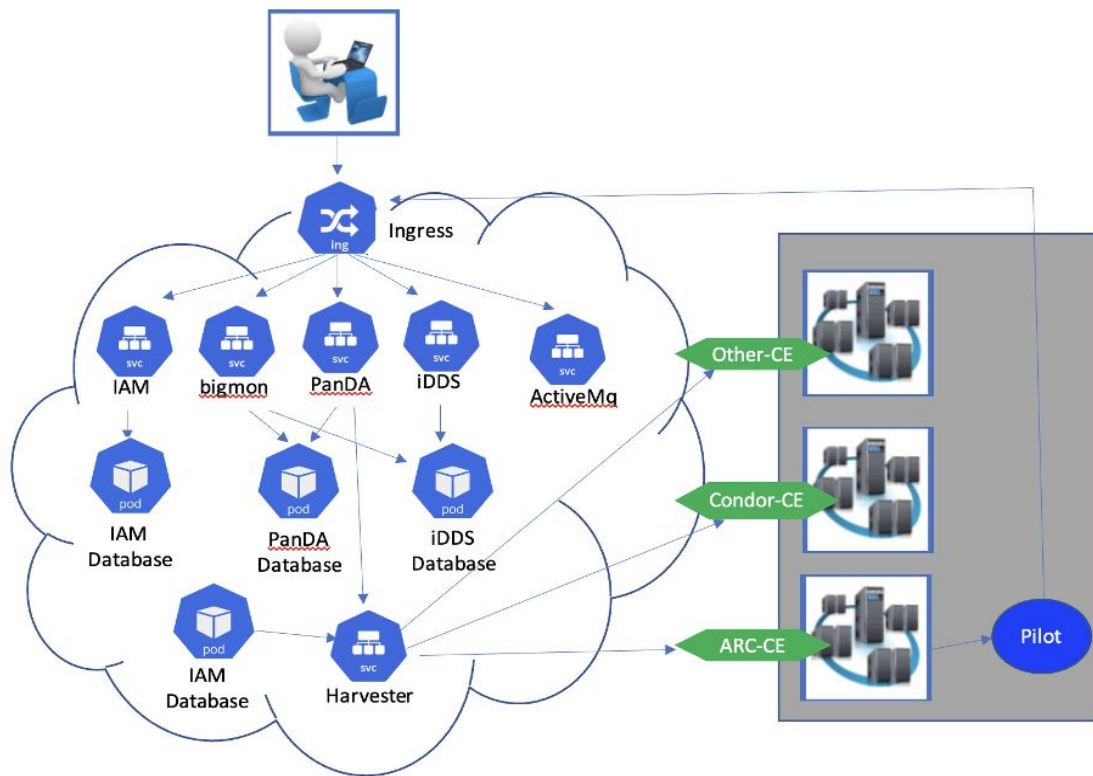 ing
Ingress
svc
IAM
svc
bigmon
svc
PanDA
svc
iDDS
svc
ActiveMq
pod
IAM
Database
pod
PanDA
Database
pod
iDDS
Database
pod
IAM
Database
svc
Harvester
Other-CE
Condor-CE
ARC-CE
Pilot